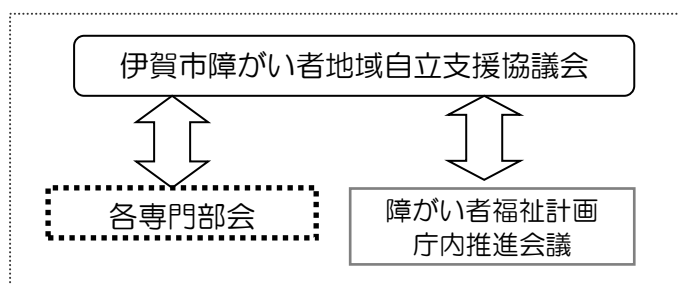 伊賀市障がい者地域自立支援協議会
各専門部会
障がい者福祉計画
庁内推進会議